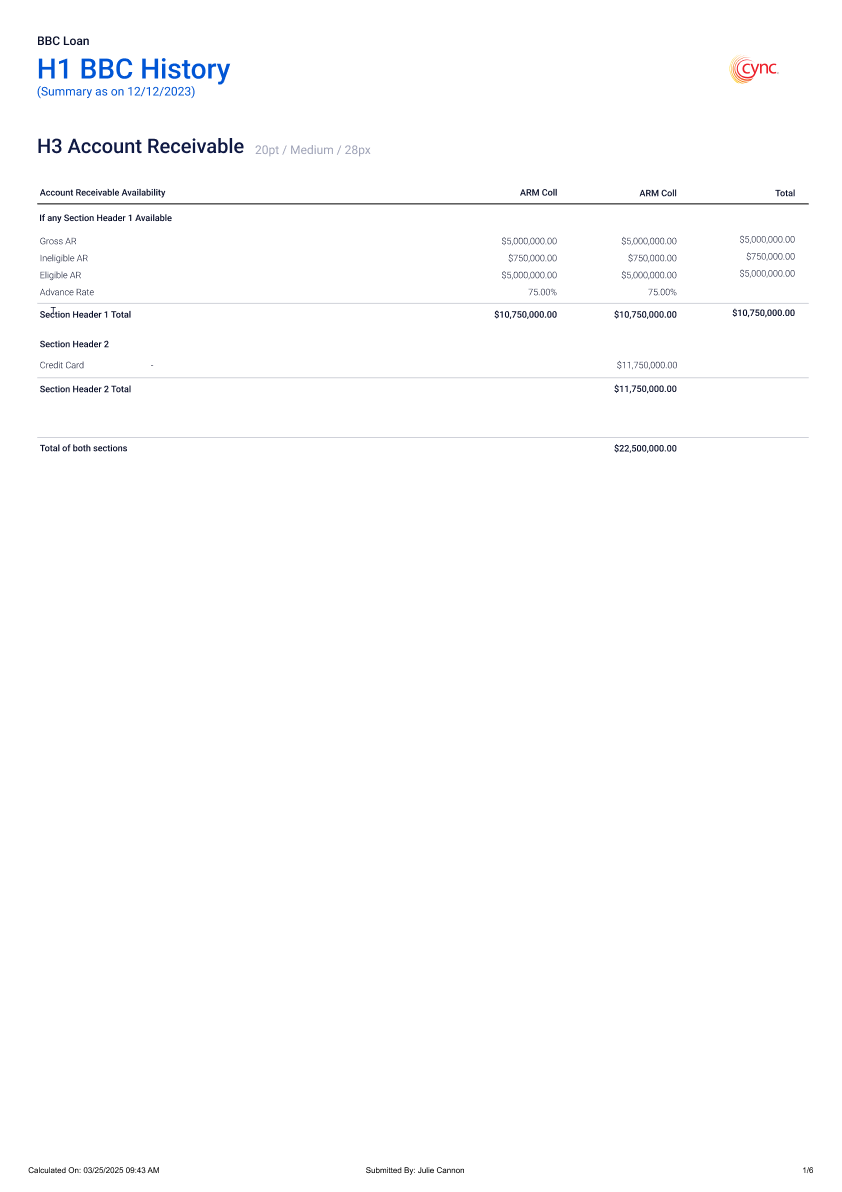 BBC Loan
H1 BBC History
(Summary as on 12/12/2023)
cync
H3 Account Receivable 20pt / Medium / 28px
Account Receivable Availability ARM Coll ARM Coll Total
If any Section Header 1 Available
Gross AR $5,000,000.00 $5,000,000.00 $5,000,000.00
Ineligible AR $750,000.00 $750,000.00 $750,000.00
Eligible AR $5,000,000.00 $5,000,000.00 $5,000,000.00
Advance Rate 75.00% 75.00%
Section Header 1 Total $10,750,000.00 $10,750,000.00 $10,750,000.00
Section Header 2
Credit Card - $11,750,000.00
Section Header 2 Total $11,750,000.00
Total of both sections $22,500,000.00
Calculated On: 03/25/2025 09:43 AM Submitted By: Julie Cannon 1/6